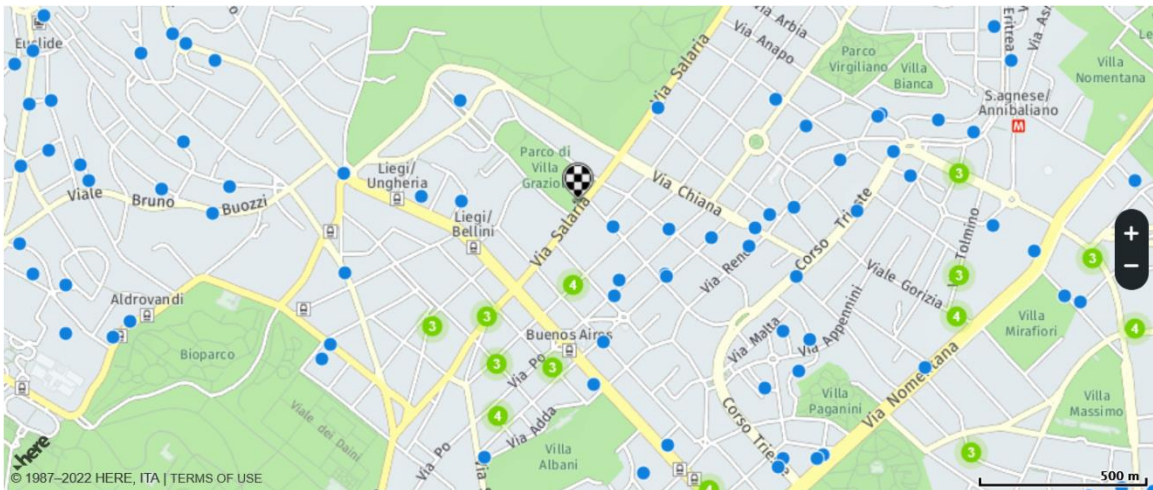 Via Arbia
Eritrea
Via As
Euclide
Via Anapo
Parco
Virgiliano
Villa
Bianca
Villa
Nomentana
Via Salaria
S.agnese/
Annibaliano
M
Parco di
Villa
Grazio
Liegi/
Ungheria
3
Via Chiana
Viale Bruno Buozzi
Liegi/
Bellini
Via Salaria
Corso Trieste
Tolmino
+
−
3
Via Reno
Viale Gorizia
3
4
Aldrovandi
3
3
4
Villa
Mirafiori
4
Bioparco
Buenos Aires
Via Malta
Via Appennini
3
Via Po
3
Via Nomentana
Villa
Paganini
Villa
Massimo
Viale dei Daini
4
Via Adda
Corso Trieste
Via Po
Villa
Albani
3
here
© 1987–2022 HERE, ITA | TERMS OF USE
500 m